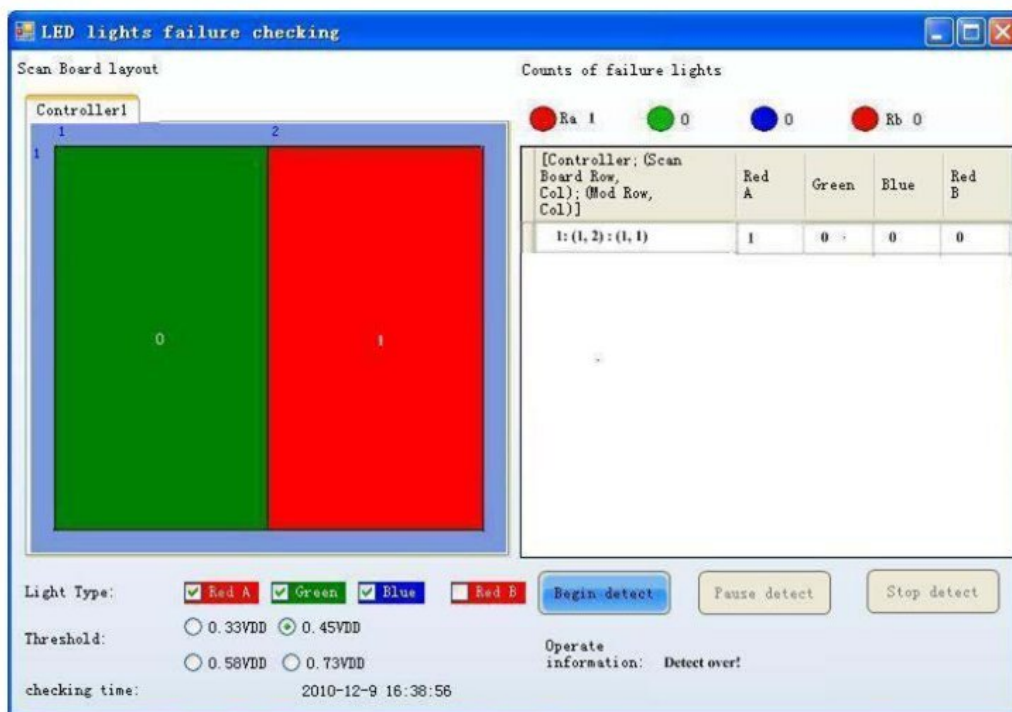 LED lights failure checking
Scan Board layout
Counts of failure lights
Controller1
Ra 1
0
0
Rb 0
1
2
1
[Controller; (Scan
Board Row,
Col); (Mod Row,
Col)]
Red
A
Green
Blue
Red
B
1: (1, 2) : (1, 1)
1
0
0
0
0
1
Light Type:
Red A
Green
Blue
Red B
Begin detect
Pause detect
Stop detect
Threshold:
0.33VDD
0.45VDD
0.58VDD
0.73VDD
Operate
information: Detect over!
checking time:
2010-12-9 16:38:56